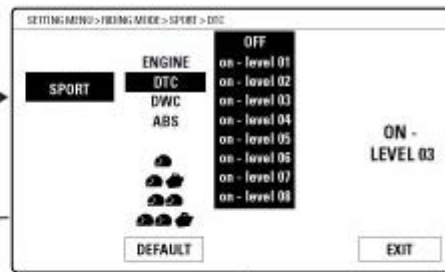 SETTING MENU > RIDING MODE > SPORT > DTC
OFF
ENGINE
on - level 01
SPORT
DTC
on - level 02
DWC
on - level 03
ABS
on - level 04
on - level 05
on - level 06
on - level 07
on - level 08
ON -
LEVEL 03
DEFAULT
EXIT